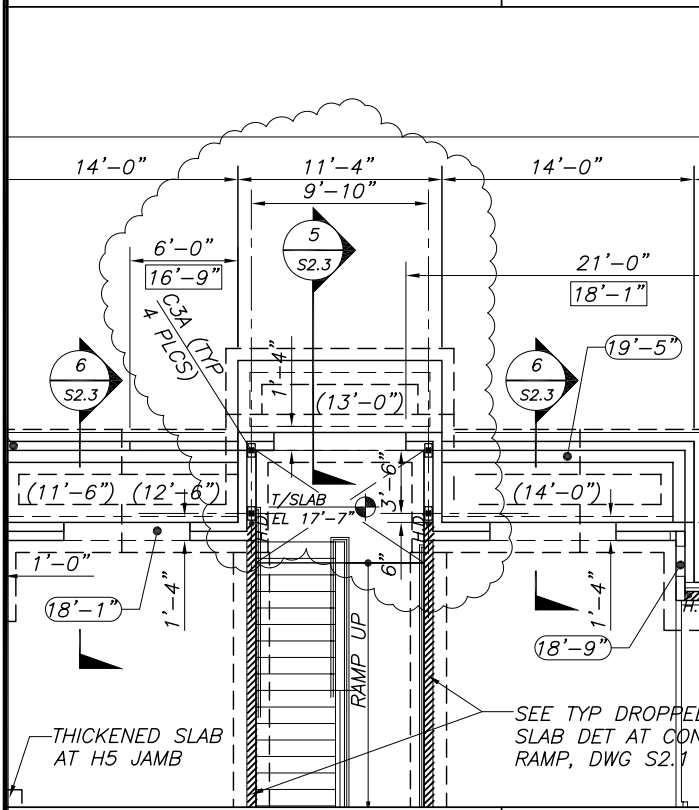 14'-0"
11'-4"
14'-0"
9'-10"
5
S2.3
6'-0"
16'-9"
21'-0"
18'-1"
C3A (TYP
4 PLCS)
1'-4"
19'-5"
6
S2.3
6
S2.3
(13'-0")
(11'-6")
(12'-6")
3'-6"
(14'-0")
T/SLAB
EL 17'-7"
HD
HD
6"
1'-0"
18'-1"
1'-4"
1'-4"
H.
RAMP UP
18'-9"
THICKENED SLAB
AT H5 JAMB
SEE TYP DROPPED
SLAB DET AT CON
RAMP, DWG S2.1